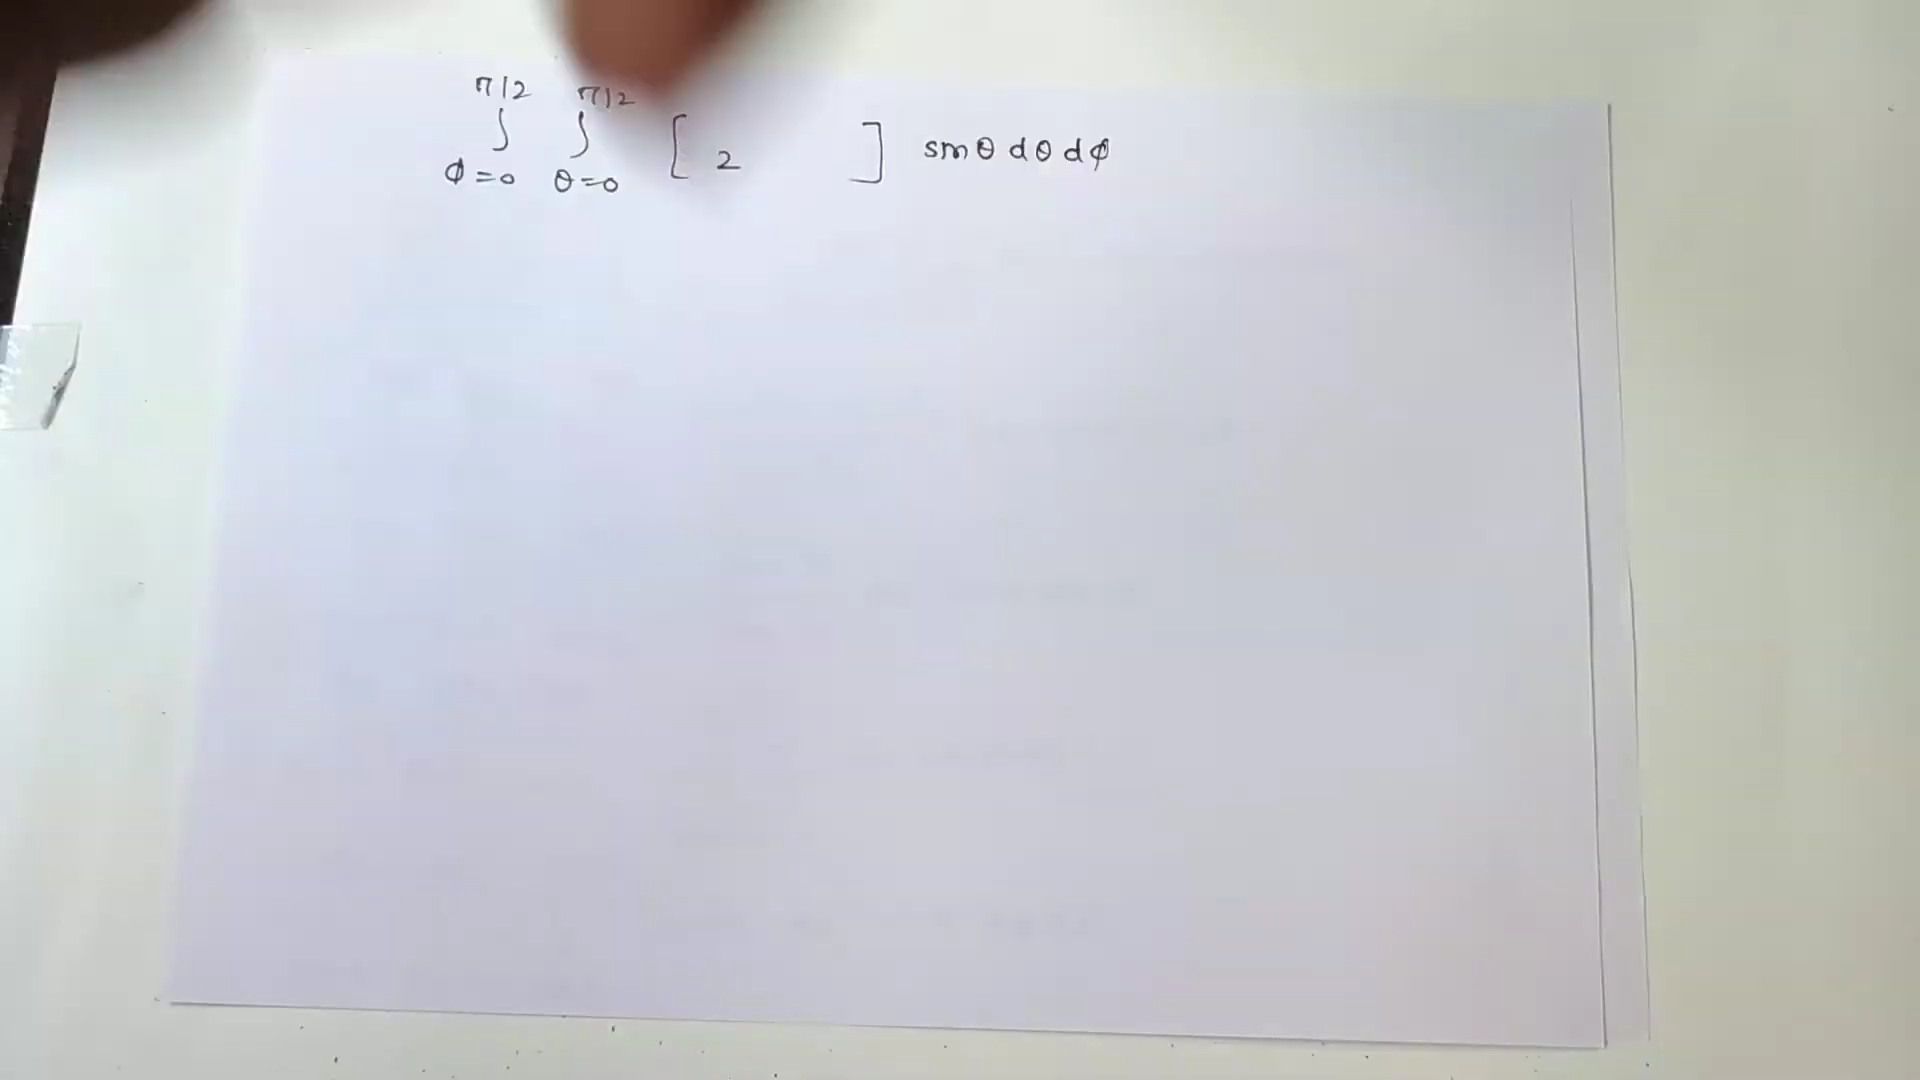 π/2 π/2
∫ ∫ [ 2 ] sinθ dθ dφ
φ=0 θ=0